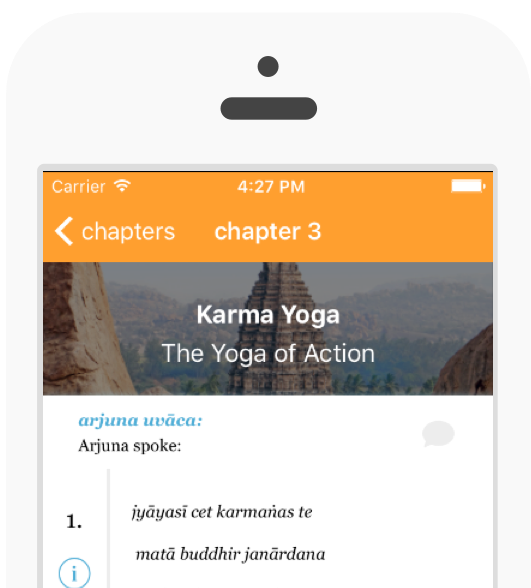 Carrier 4:27 PM
chapters chapter 3
Karma Yoga
The Yoga of Action
arjuna uvāca:
Arjuna spoke:
1. jyāyasī cet karmaṅas te
matā buddhir janārdana
i